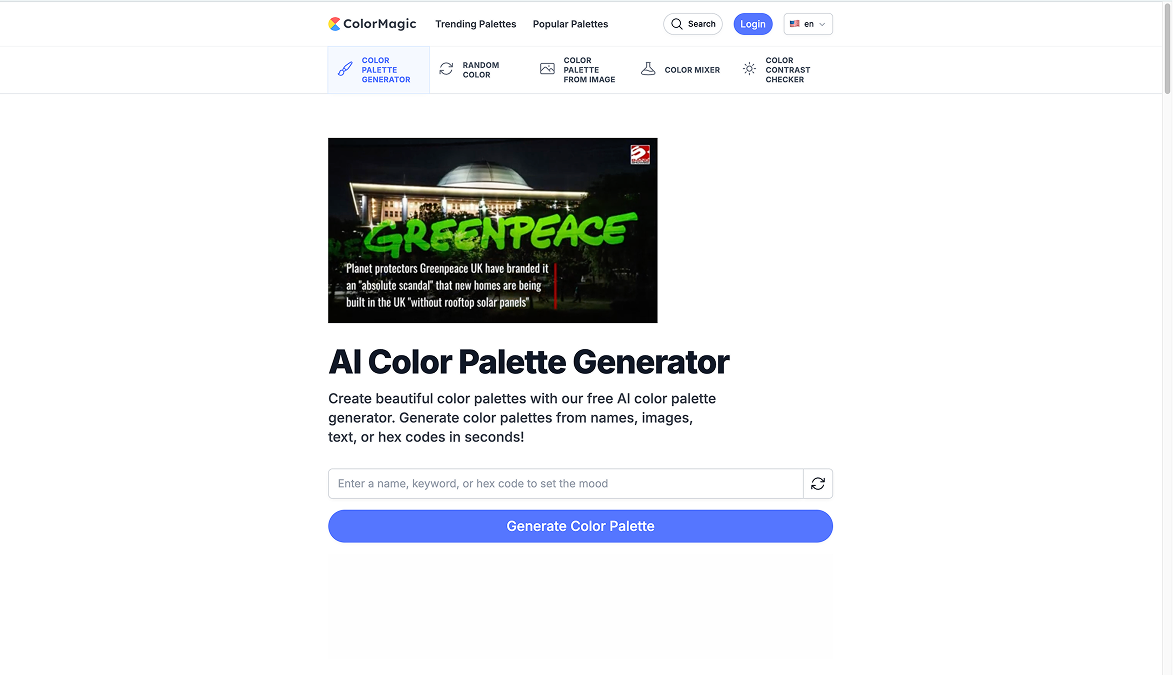 ColorMagic
Trending Palettes
Popular Palettes
Search
Login
en
COLOR
PALETTE
GENERATOR
RANDOM
COLOR
COLOR
PALETTE
FROM IMAGE
COLOR MIXER
COLOR
CONTRAST
CHECKER
GREENPEACE
Planet protectors Greenpeace UK have branded it
an "absolute scandal" that new homes are being
built in the UK "without rooftop solar panels"
AI Color Palette Generator
Create beautiful color palettes with our free AI color palette
generator. Generate color palettes from names, images,
text, or hex codes in seconds!
Enter a name, keyword, or hex code to set the mood
Generate Color Palette